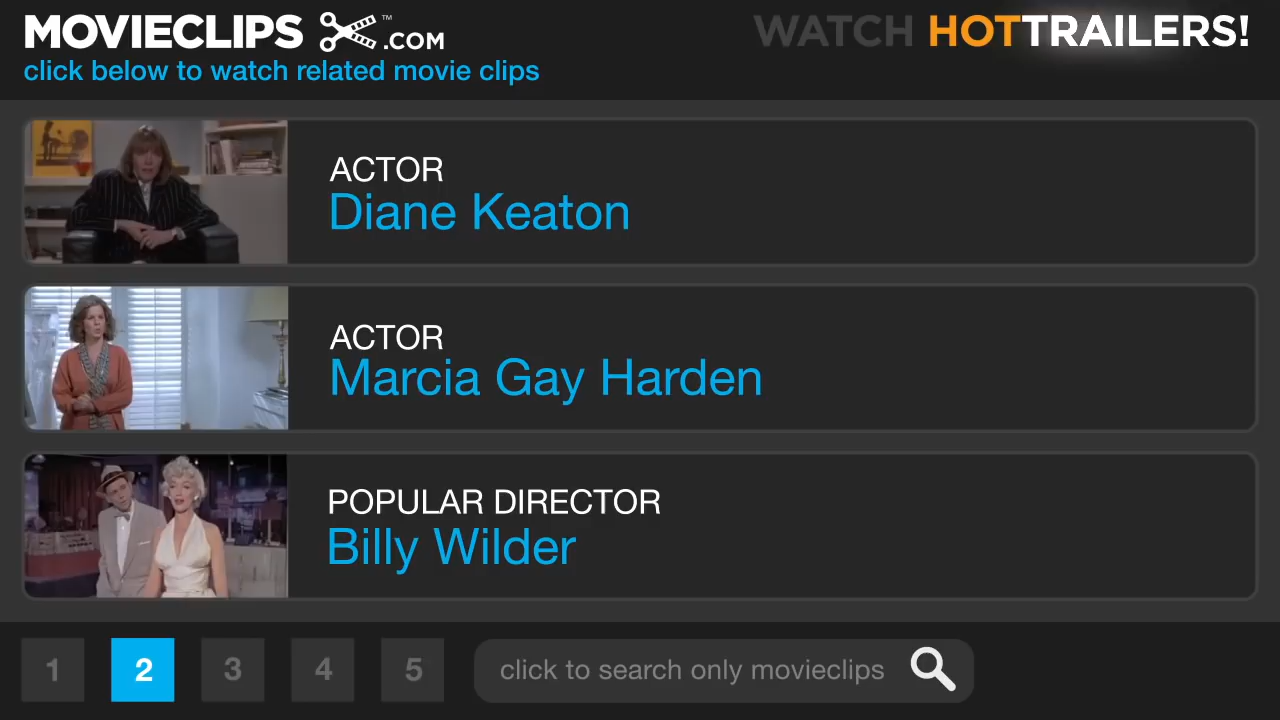 MOVIECLIPS ™ .COM
WATCH HOTTRAILERS!
click below to watch related movie clips
ACTOR
Diane Keaton
ACTOR
Marcia Gay Harden
POPULAR DIRECTOR
Billy Wilder
1 2 3 4 5
click to search only movieclips